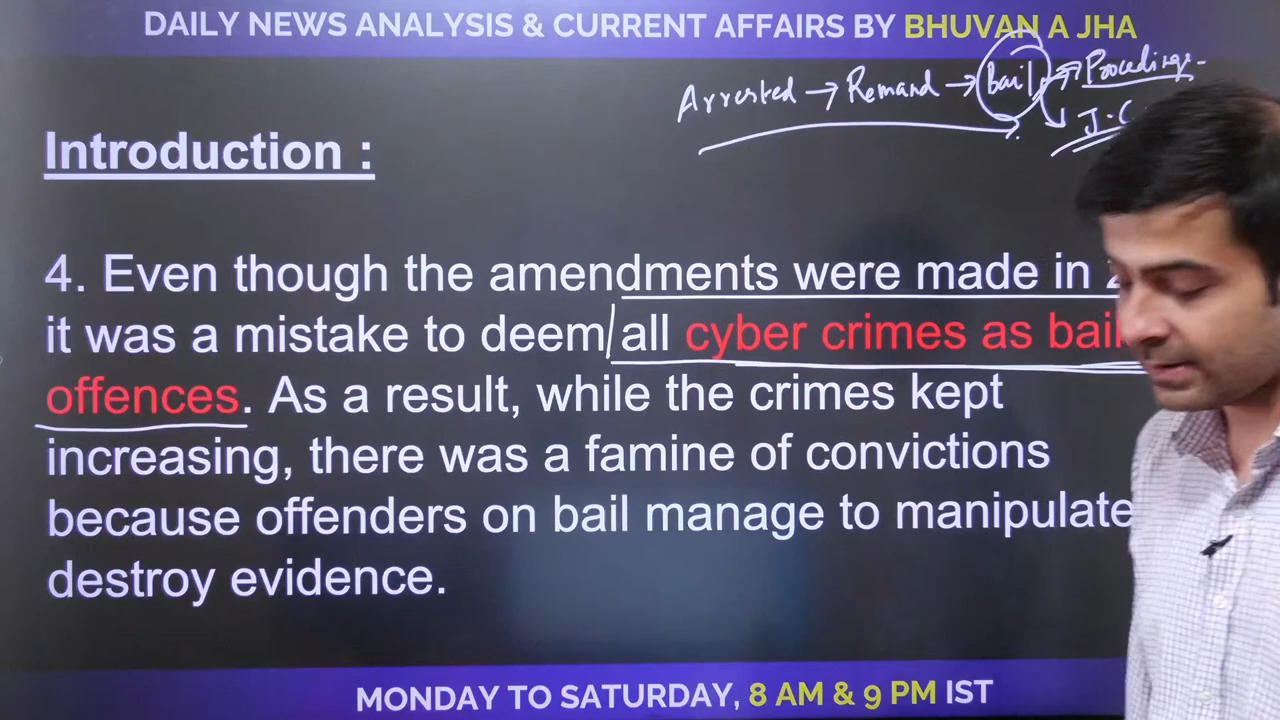 DAILY NEWS ANALYSIS & CURRENT AFFAIRS BY BHUVAN A JHA
Arrested → Remand → Bail → Procedings
J.C
Introduction :
4. Even though the amendments were made in
it was a mistake to deem all cyber crimes as
offences. As a result, while the crimes kept
increasing, there was a famine of convictions
because offenders on bail manage to manipulate
destroy evidence.
MONDAY TO SATURDAY, 8 AM & 9 PM IST